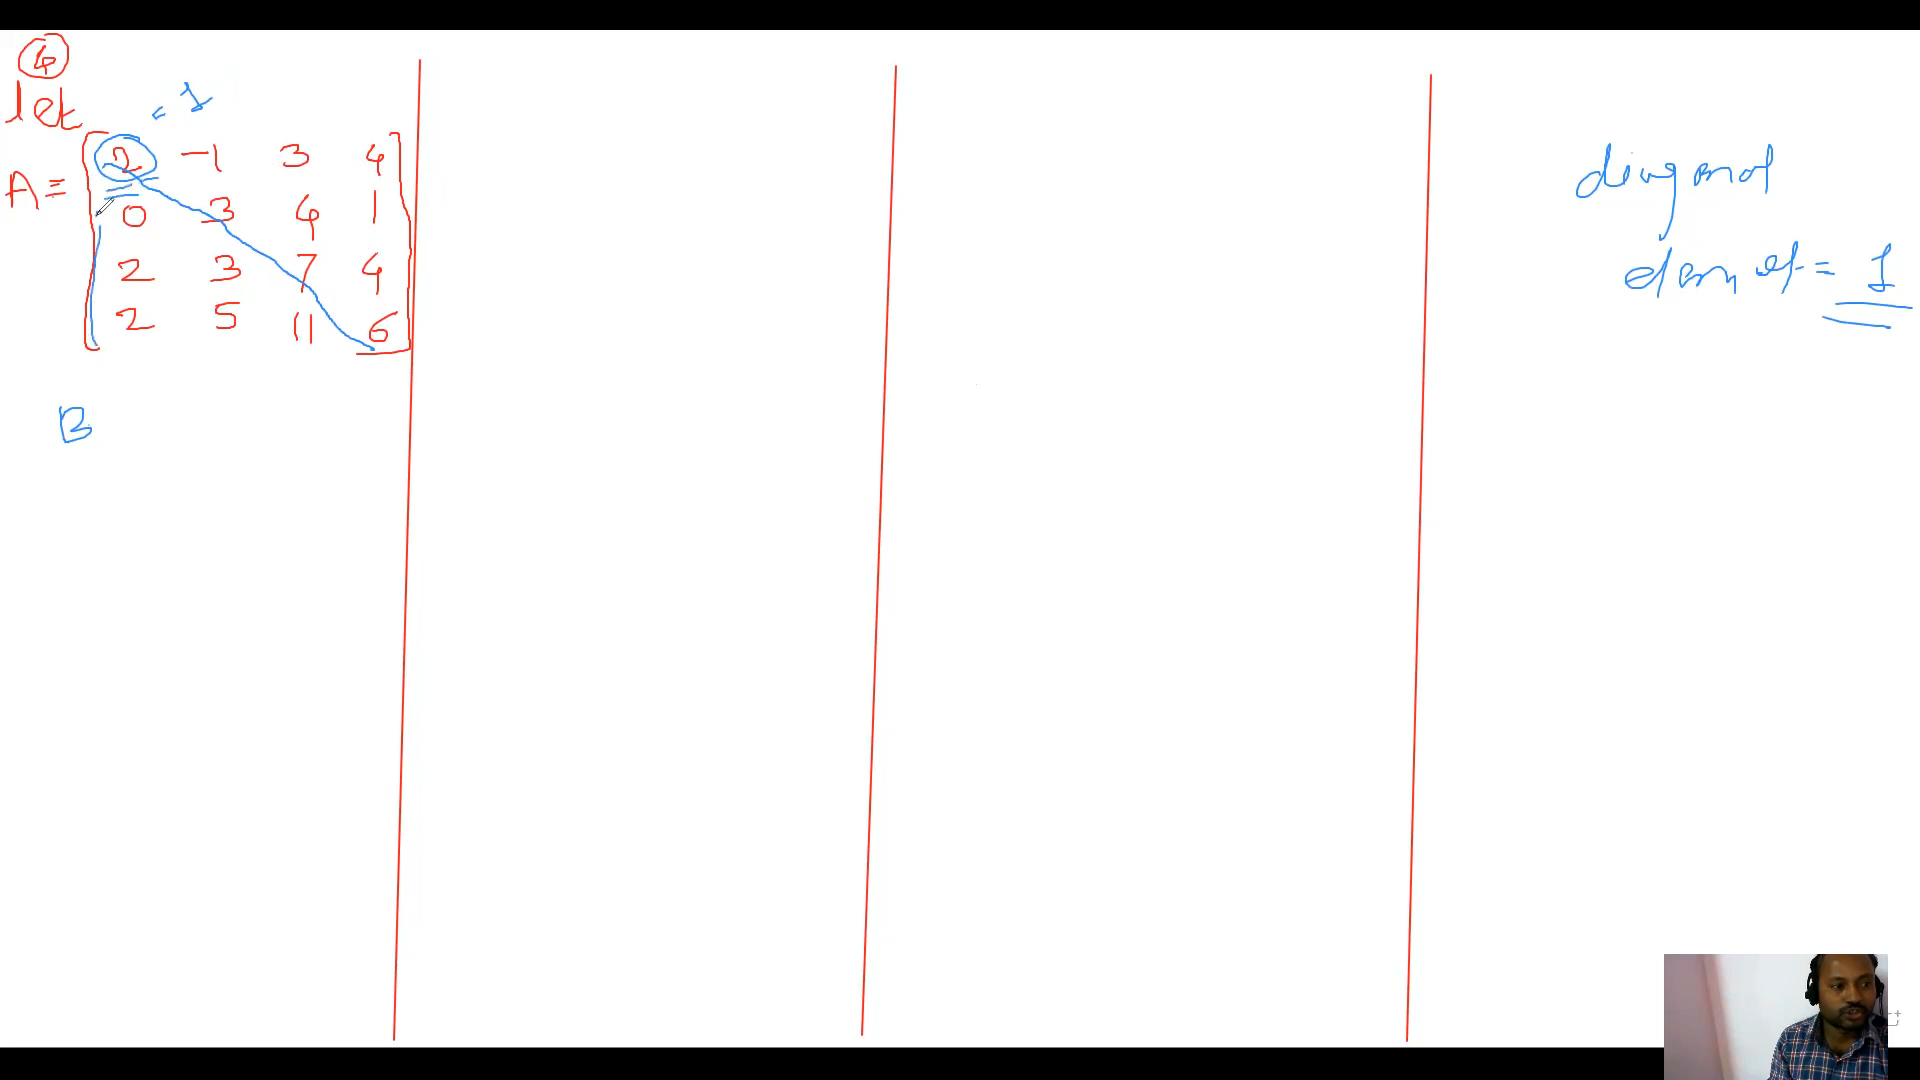 ④
let
= 1
A = [ 2 -1 3 4
0 3 4 1
2 3 7 4
2 5 11 6 ]
B
diagonal
element = 1